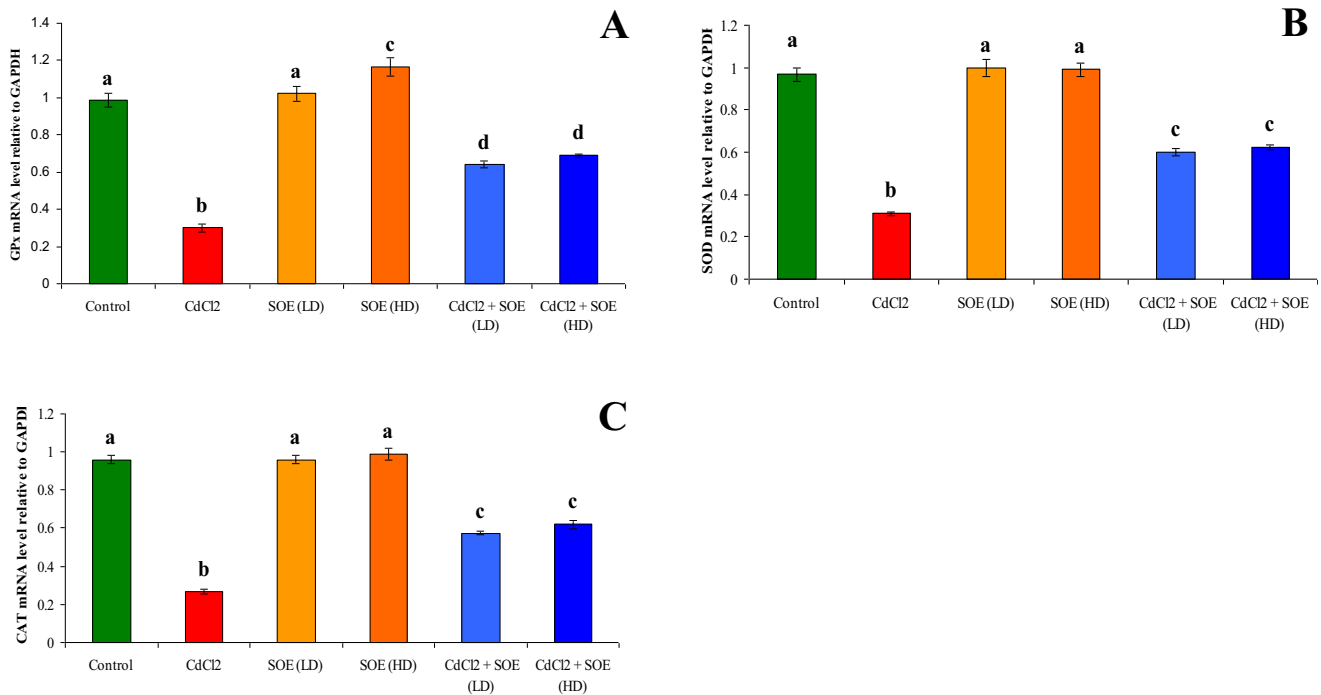 A
GPx mRNA level relative to GAPDH
1.4
1.2
1
0.8
0.6
0.4
0.2
0
a
b
a
c
d
d
Control
CdCl2
SOE (LD)
SOE (HD)
CdCl2 + SOE
(LD)
CdCl2 + SOE
(HD)
B
SOD mRNA level relative to GAPDI
1.2
1
0.8
0.6
0.4
0.2
0
a
b
a
a
c
c
Control
CdCl2
SOE (LD)
SOE (HD)
CdCl2 + SOE
(LD)
CdCl2 + SOE
(HD)
C
CAT mRNA level relative to GAPDI
1.2
1
0.8
0.6
0.4
0.2
0
a
b
a
a
c
c
Control
CdCl2
SOE (LD)
SOE (HD)
CdCl2 + SOE
(LD)
CdCl2 + SOE
(HD)